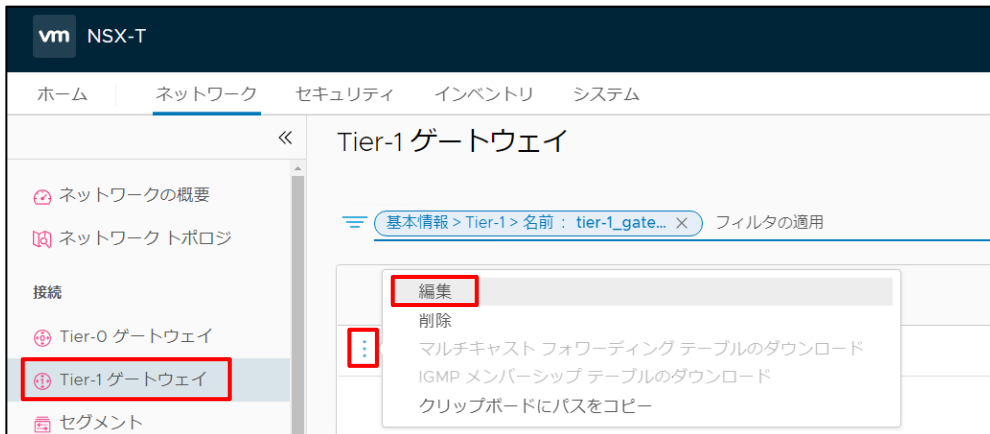 vm NSX-T
ホーム ネットワーク セキュリティ インベントリ システム
«
ネットワークの概要
ネットワーク トポロジ
接続
Tier-0 ゲートウェイ
Tier-1 ゲートウェイ
セグメント
Tier-1 ゲートウェイ
基本情報 > Tier-1 > 名前 : tier-1_gate... × フィルタの適用
編集
削除
マルチキャスト フォワーディング テーブルのダウンロード
IGMP メンバーシップ テーブルのダウンロード
クリップボードにパスをコピー